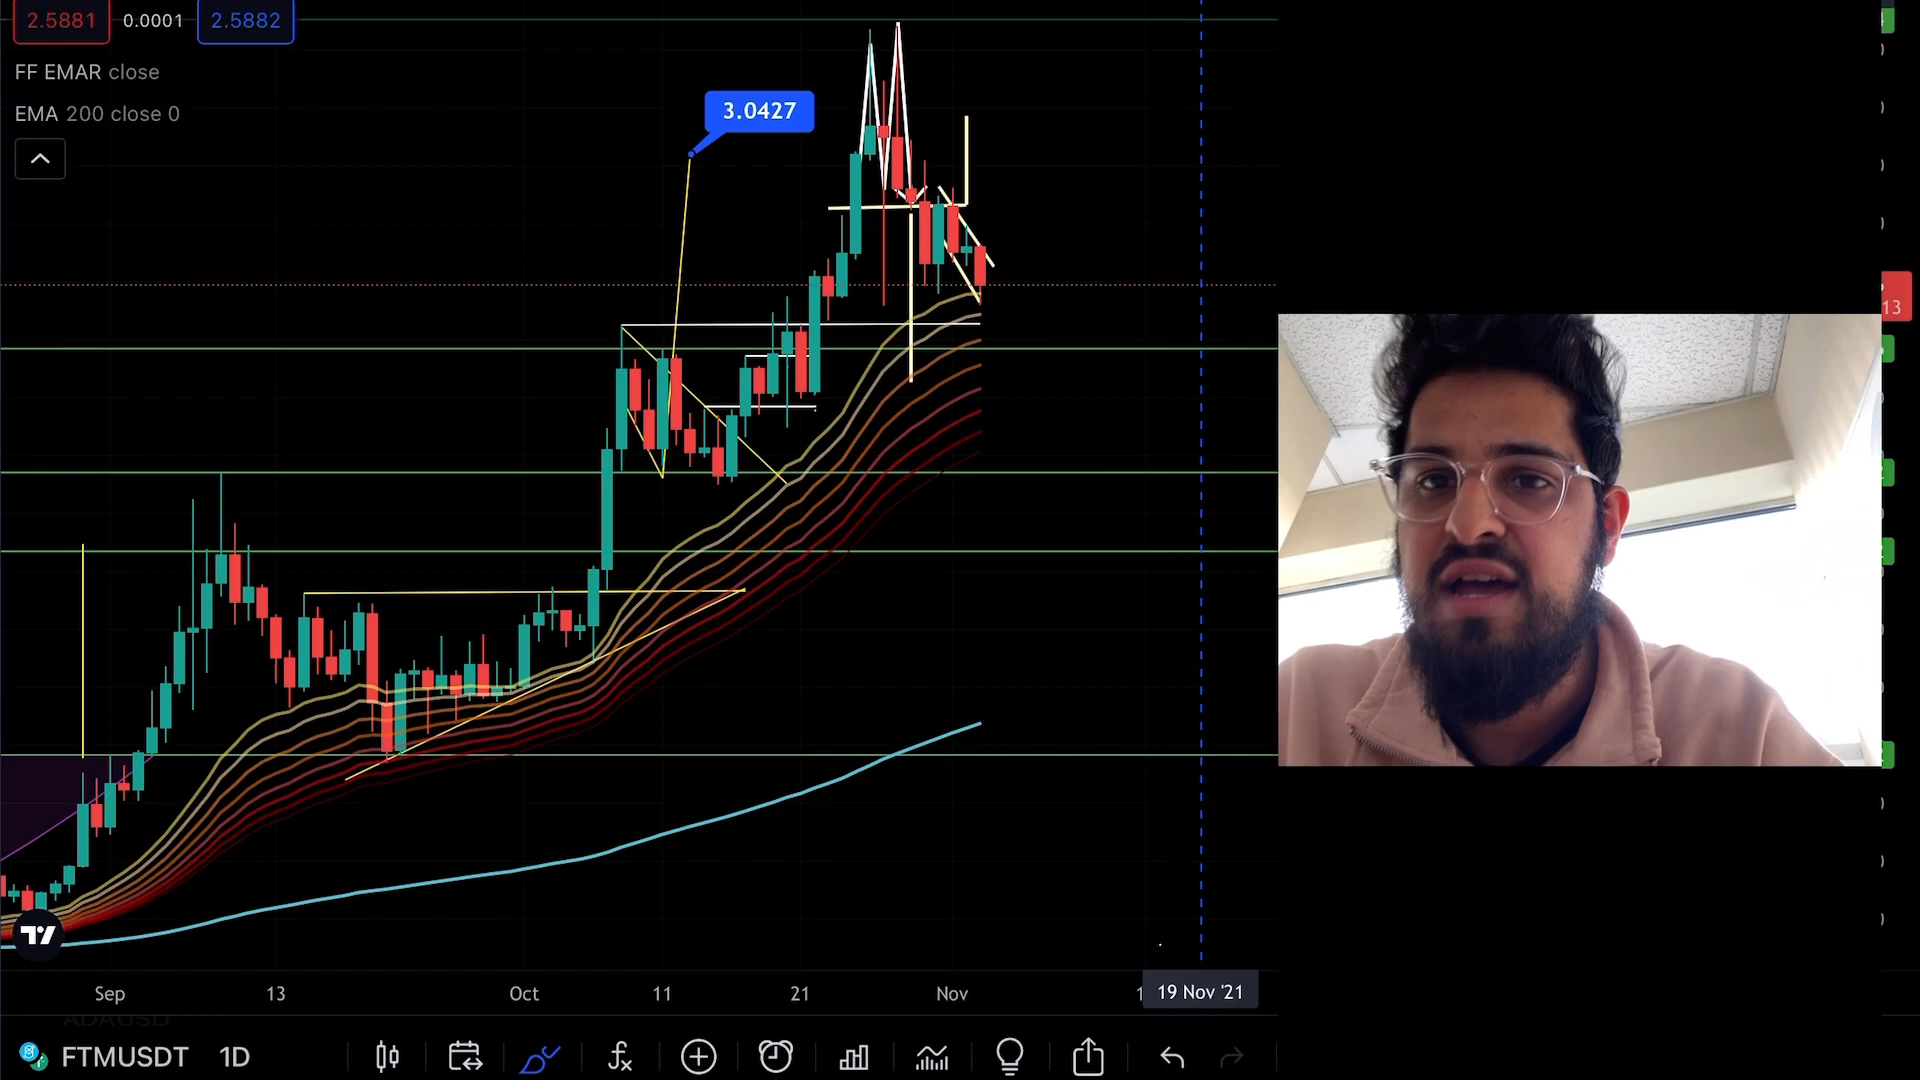 2.5881 0.0001 2.5882
FF EMAR close
EMA 200 close 0
3.0427
13
Sep 13 Oct 11 21 Nov 19 Nov '21
ADAUSD
FTMUSDT 1D